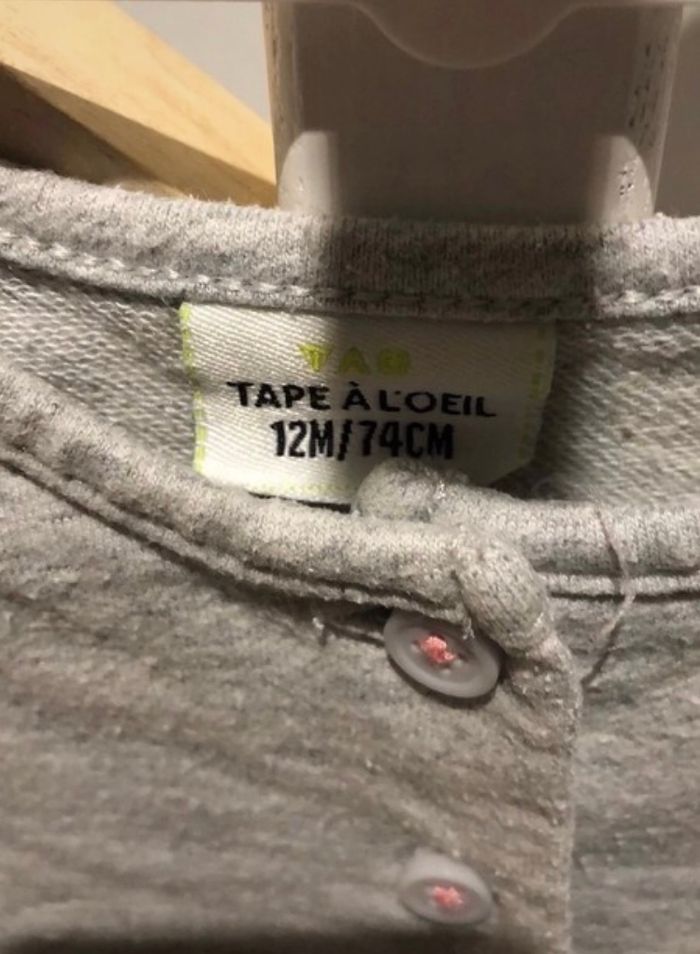 TAO
TAPE À L'OEIL
12M/74CM